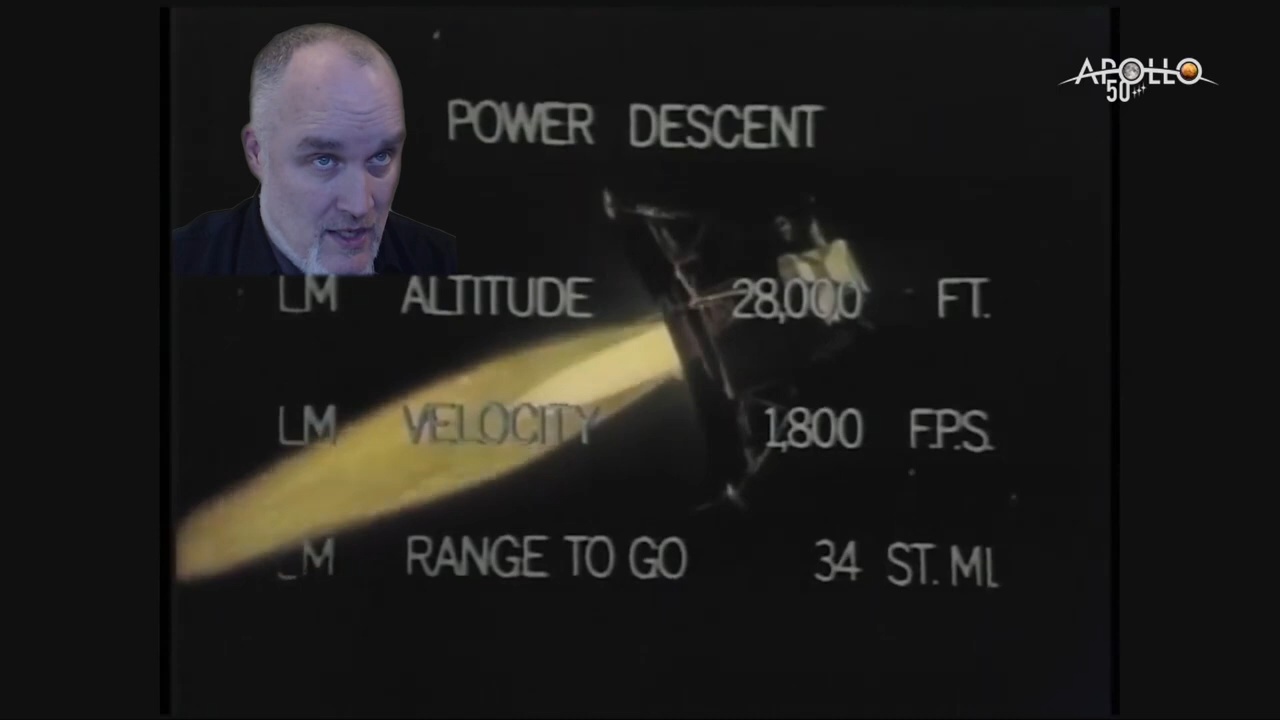 APOLLO
50
POWER DESCENT
LM ALTITUDE 28,000 FT.
LM VELOCITY 1,800 F.P.S.
LM RANGE TO GO 34 ST. MI.